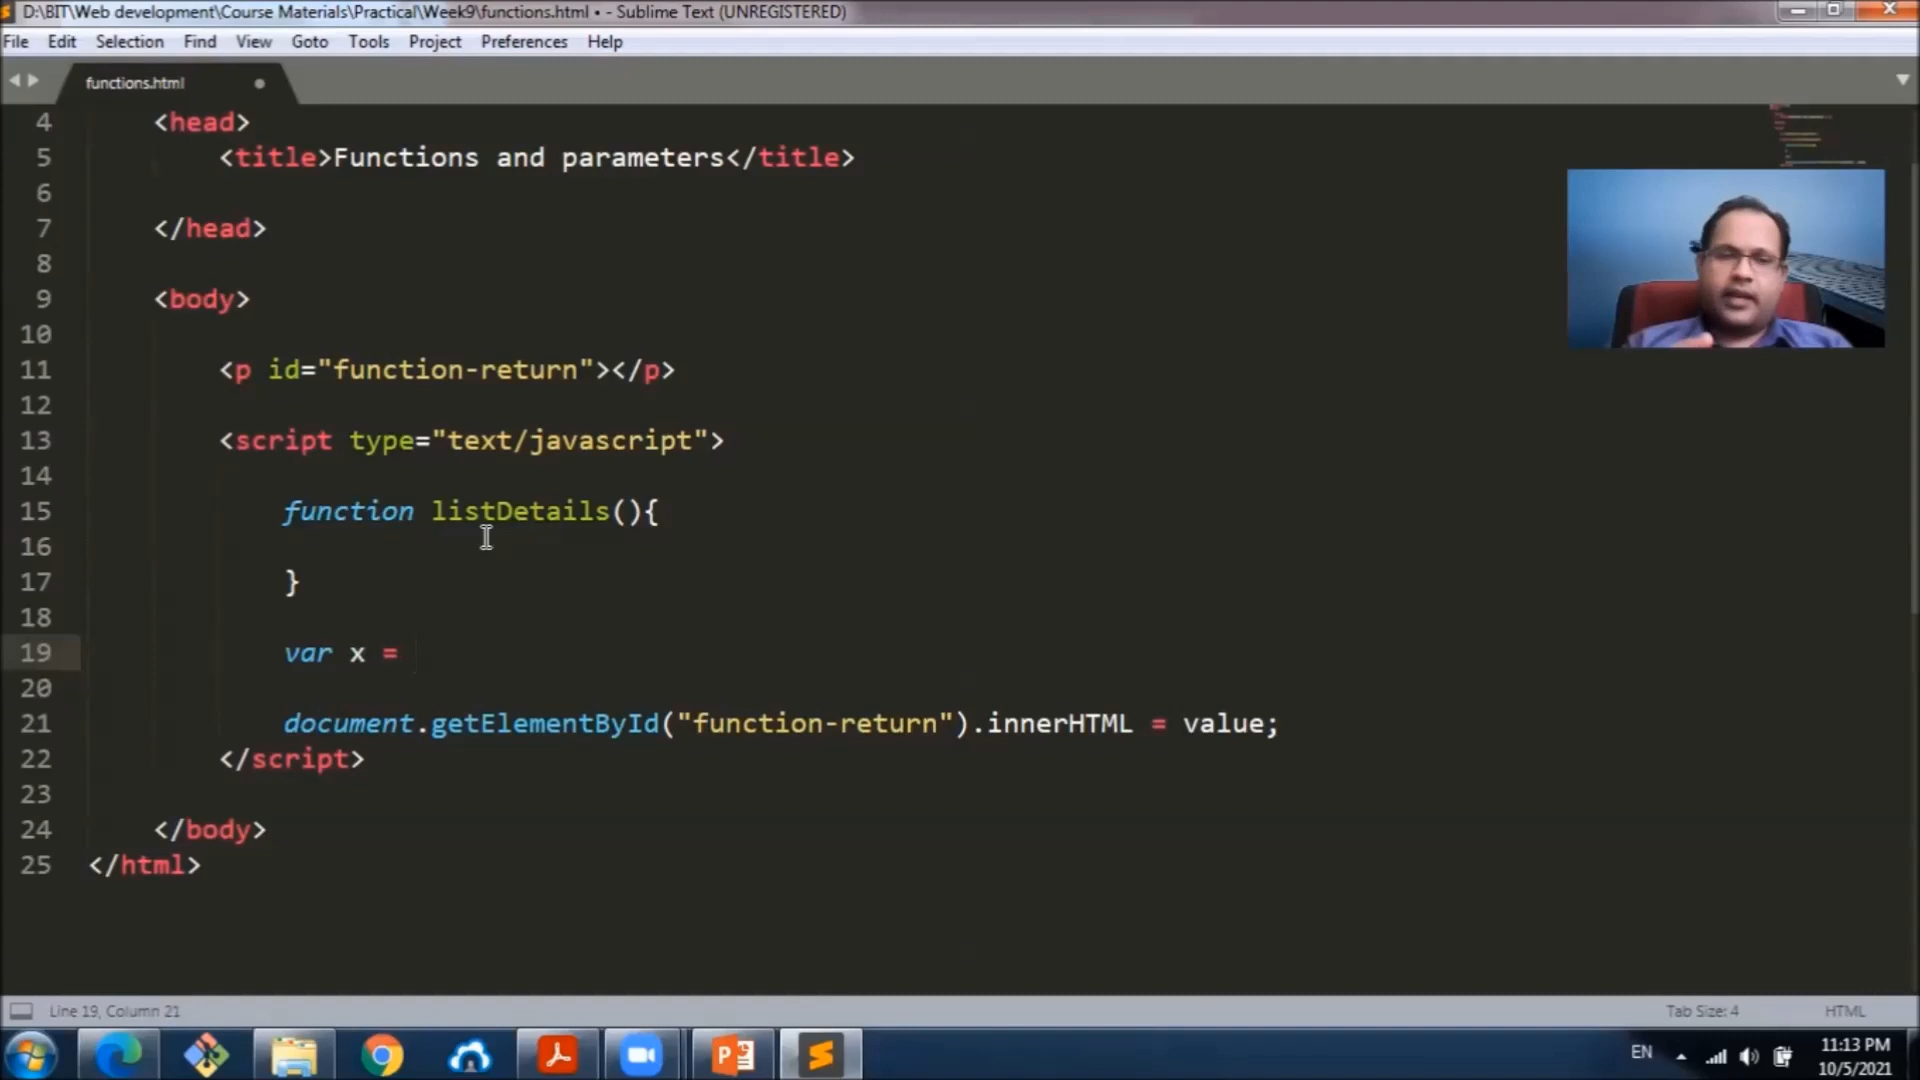 D:\BIT\Web development\Course Materials\Practical\Week9\functions.html • - Sublime Text (UNREGISTERED)
File Edit Selection Find View Goto Tools Project Preferences Help
functions.html
4 <head>
5 <title>Functions and parameters</title>
6
7 </head>
8
9 <body>
10
11 <p id="function-return"></p>
12
13 <script type="text/javascript">
14
15 function listDetails(){
16
17 }
18
19 var x =
20
21 document.getElementById("function-return").innerHTML = value;
22 </script>
23
24 </body>
25 </html>
Line 19, Column 21 Tab Size: 4 HTML
EN 11:13 PM
10/5/2021